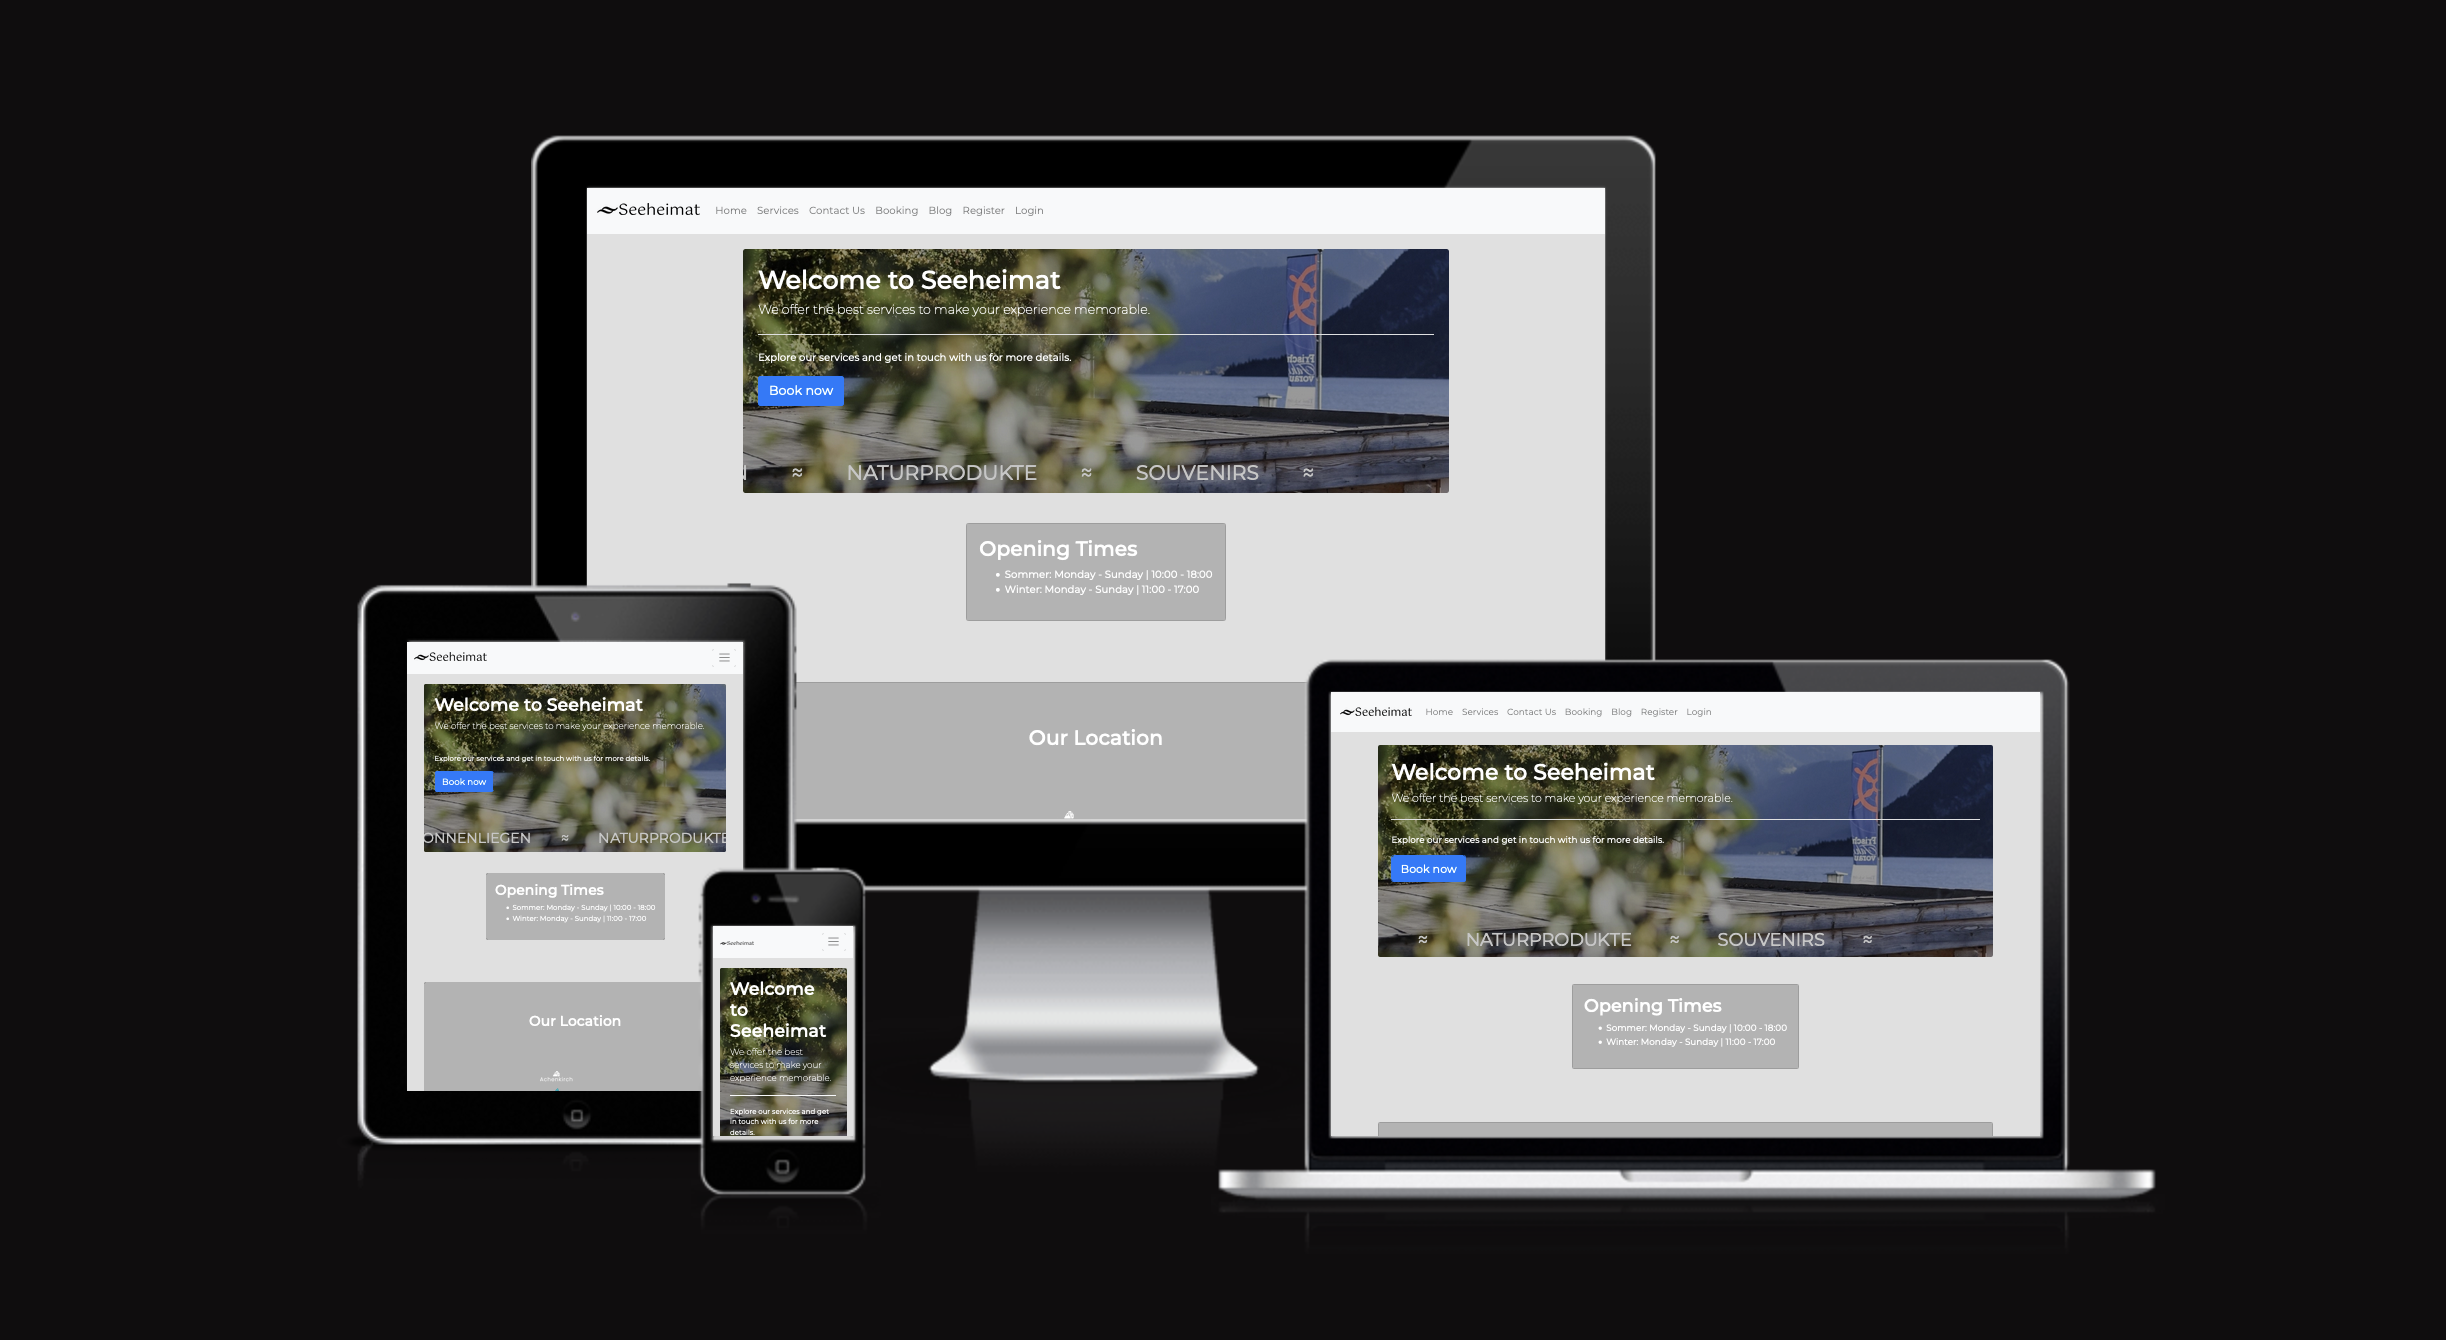 Seeheimat Home Services Contact Us Booking Blog Register Login
Welcome to Seeheimat
We offer the best services to make your experience memorable.
Explore our services and get in touch with us for more details.
Book now
≈ NATURPRODUKTE ≈ SOUVENIRS ≈
Frisch
voraus
Opening Times
• Sommer: Monday - Sunday | 10:00 - 18:00
• Winter: Monday - Sunday | 11:00 - 17:00
Our Location
Seeheimat
Welcome to Seeheimat
We offer the best services to make your experience memorable.
Explore our services and get in touch with us for more details.
Book now
ONNENLIEGEN ≈ NATURPRODUKTE
Opening Times
• Sommer: Monday - Sunday | 10:00 - 18:00
• Winter: Monday - Sunday | 11:00 - 17:00
Our Location
Achenkirch
Seeheimat
Welcome
to
Seeheimat
We offer the best
services to make your
experience memorable.
Explore our services and get
in touch with us for more
details.
Seeheimat Home Services Contact Us Booking Blog Register Login
Welcome to Seeheimat
We offer the best services to make your experience memorable.
Explore our services and get in touch with us for more details.
Book now
≈ NATURPRODUKTE ≈ SOUVENIRS ≈
Frisch
Opening Times
• Sommer: Monday - Sunday | 10:00 - 18:00
• Winter: Monday - Sunday | 11:00 - 17:00